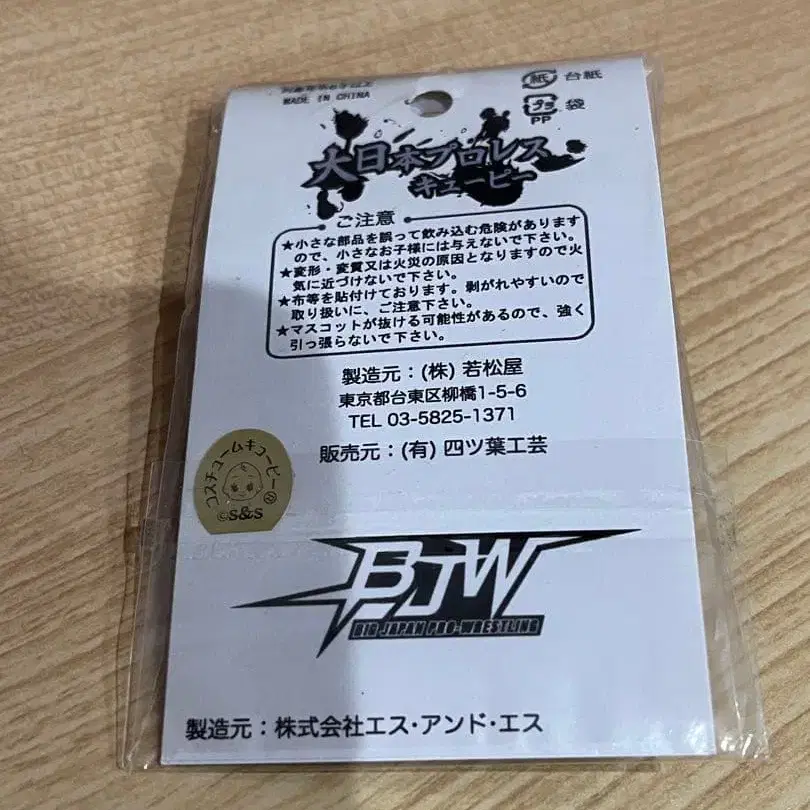 MADE IN CHINA
紙 台紙
プラ 袋
PP
大日本プロレス
キューピー
ご注意
★小さな部品を誤って飲み込む危険があります
ので、小さなお子様には与えないで下さい。
★変形・変質又は火災の原因となりますので火
気に近づけないで下さい。
★布等を貼付けております。剥がれやすいので
取り扱いに、ご注意下さい。
★マスコットが抜ける可能性があるので、強く
引っ張らないで下さい。
製造元：(株) 若松屋
東京都台東区柳橋1-5-6
TEL 03-5825-1371
販売元：(有) 四ツ葉工芸
コスチュームキューピー®
©S&S
BJW
BIG JAPAN PRO-WRESTLING
製造元：株式会社エス・アンド・エス